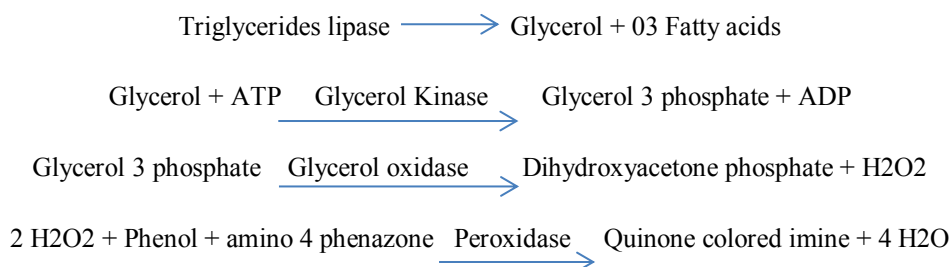 Triglycerides lipase Glycerol + 03 Fatty acids
Glycerol + ATP Glycerol Kinase Glycerol 3 phosphate + ADP
Glycerol 3 phosphate Glycerol oxidase Dihydroxyacetone phosphate + H2O2
2 H2O2 + Phenol + amino 4 phenazone Peroxidase Quinone colored imine + 4 H2O